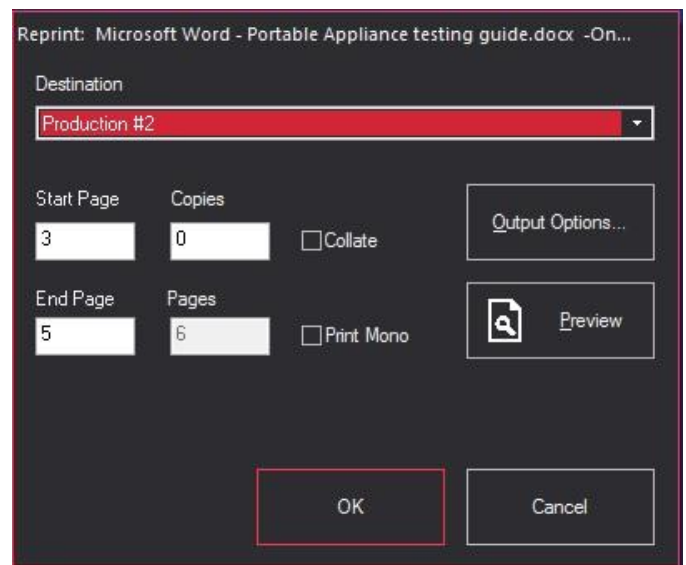 Reprint: Microsoft Word - Portable Appliance testing guide.docx -On...
Destination
Production #2
Start Page Copies
3 0 Collate
Output Options...
End Page Pages
5 6 Print Mono
Preview
OK Cancel